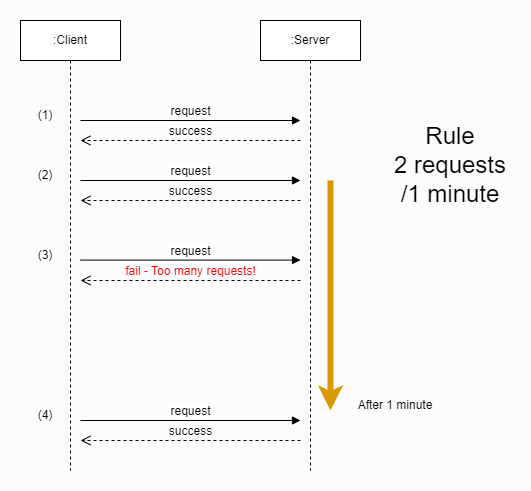 :Client
:Server
(1)
request
success
Rule
2 requests
/1 minute
(2)
request
success
(3)
request
fail - Too many requests!
After 1 minute
(4)
request
success